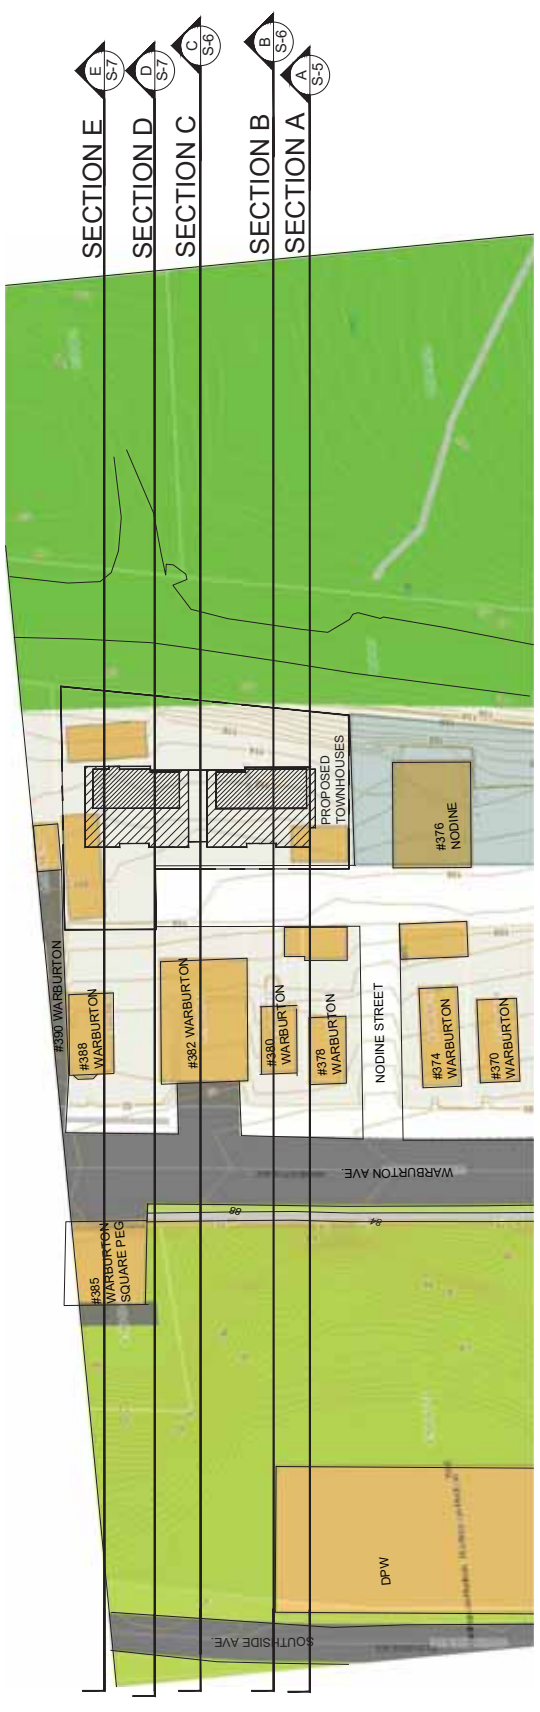 E
S-7
D
S-7
C
S-6
B
S-6
A
S-5
SECTION E
SECTION D
SECTION C
SECTION B
SECTION A
PROPOSED
TOWNHOUSES
#376
NODINE
#390 WARBURTON
#388
WARBURTON
#382 WARBURTON
#380
WARBURTON
#378
WARBURTON
NODINE STREET
#374
WARBURTON
#370
WARBURTON
WARBURTON AVE.
88
84
#385
WARBURTON
SQUARE PEG
DPW
SOUTHSIDE AVE.